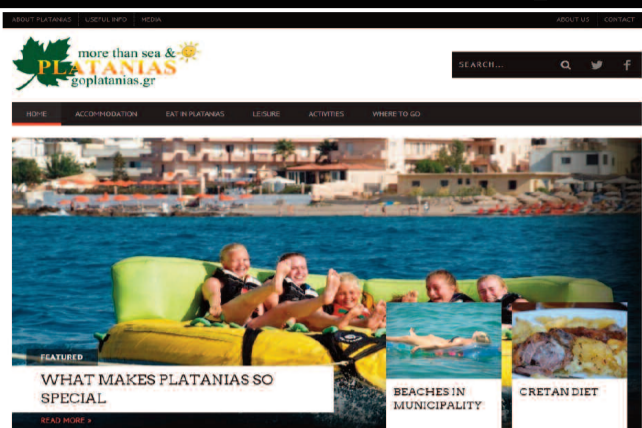 ABOUT PLATANIAS USEFUL INFO MEDIA ABOUT US CONTACT
more than sea &
PLATANIAS
goplatanias.gr
SEARCH...
HOME ACCOMMODATION EAT IN PLATANIAS LEISURE ACTIVITIES WHERE TO GO
FEATURED
WHAT MAKES PLATANIAS SO
SPECIAL
READ MORE >
BEACHES IN
MUNICIPALITY
CRETAN DIET